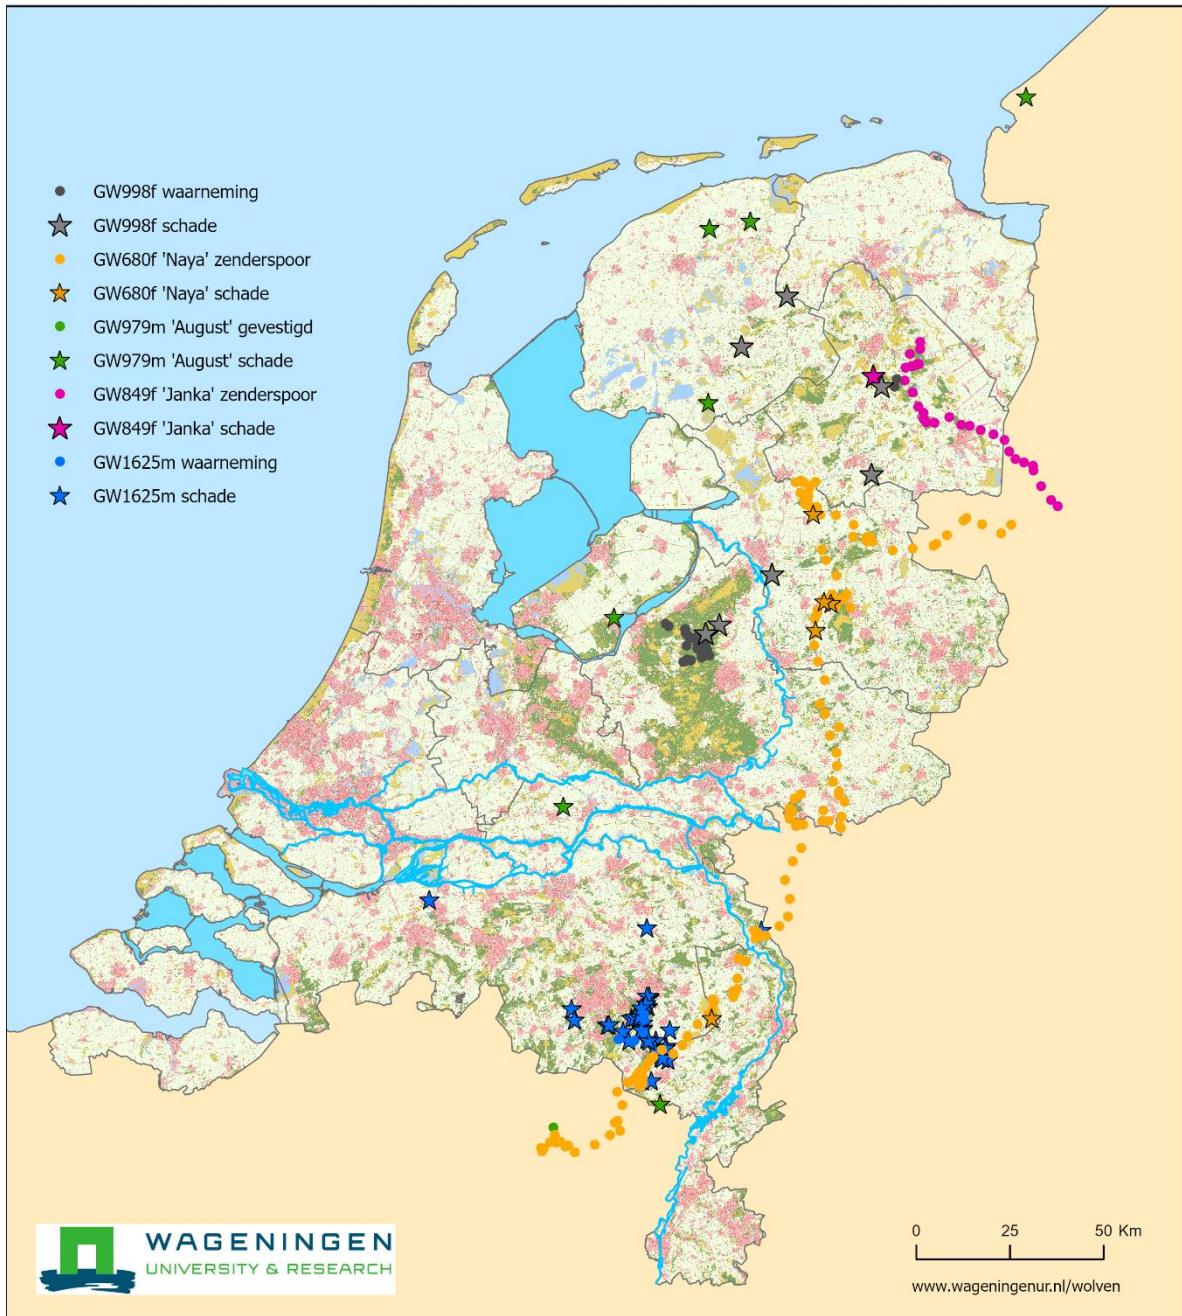 GW998f waarneming
GW998f schade
GW680f 'Naya' zenderspoor
GW680f 'Naya' schade
GW979m 'August' gevestigd
GW979m 'August' schade
GW849f 'Janka' zenderspoor
GW849f 'Janka' schade
GW1625m waarneming
GW1625m schade
WAGENINGEN
UNIVERSITY & RESEARCH
0 25 50 Km
www.wageningenur.nl/wolven